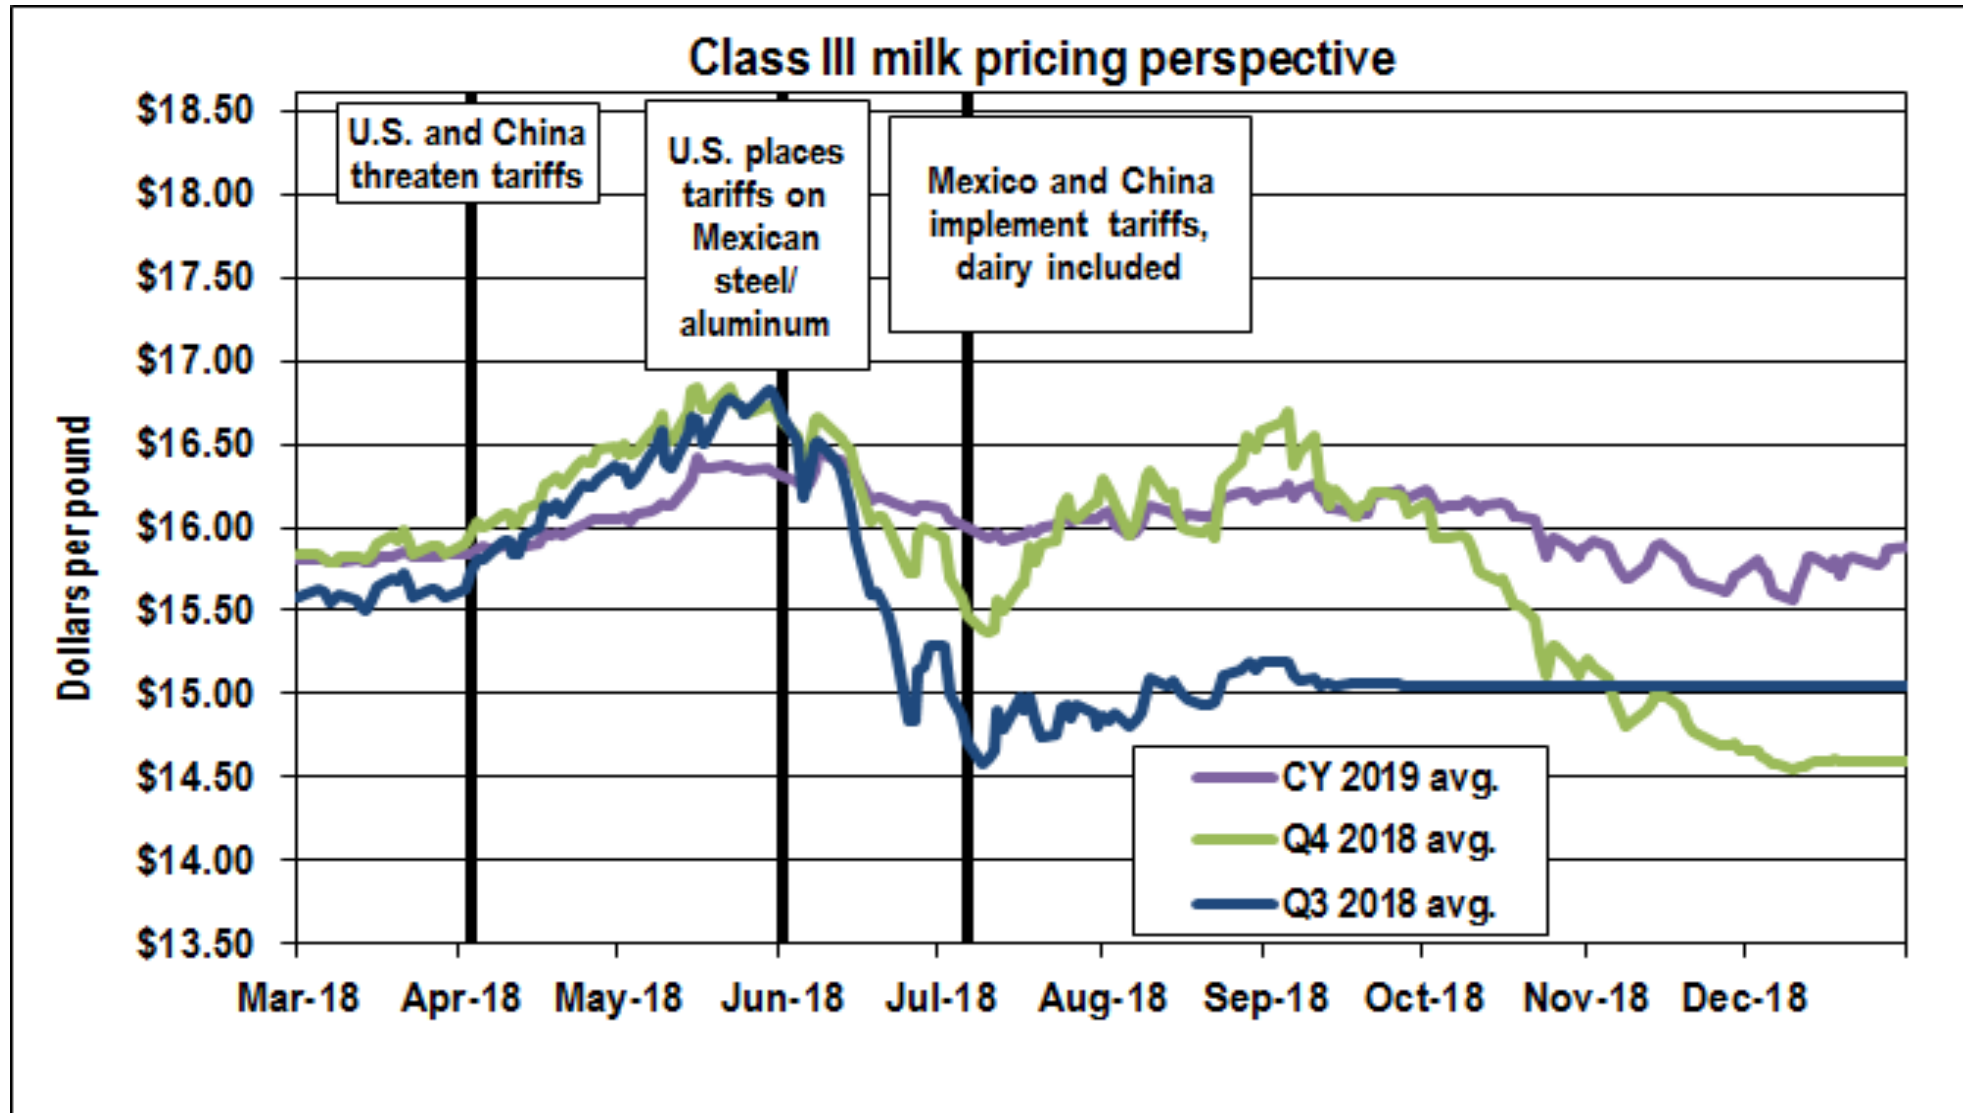 Class III milk pricing perspective
$18.50
$18.00
$17.50
$17.00
$16.50
$16.00
$15.50
$15.00
$14.50
$14.00
$13.50
Dollars per pound
U.S. and China
threaten tariffs
U.S. places
tariffs on
Mexican
steel/
aluminum
Mexico and China
implement tariffs,
dairy included
CY 2019 avg.
Q4 2018 avg.
Q3 2018 avg.
Mar-18 Apr-18 May-18 Jun-18 Jul-18 Aug-18 Sep-18 Oct-18 Nov-18 Dec-18